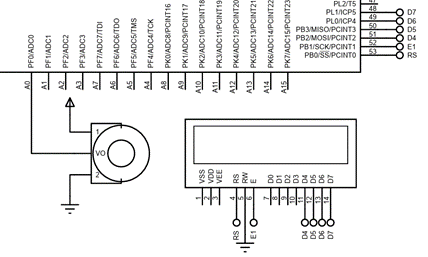 PL2/T5
PL1/ICP5 48 D7
PL0/ICP4 49 D6
PB3/MISO/PCINT3 50 D5
PB2/MOSI/PCINT2 51 D4
PB1/SCK/PCINT1 52 E1
PB0/SS/PCINT0 53 RS
PF0/ADC0
PF1/ADC1
PF2/ADC2
PF3/ADC3
PF4/ADC4/TCK
PF5/ADC5/TMS
PF6/ADC6/TDO
PF7/ADC7/TDI
PK0/ADC8/PCINT16
PK1/ADC9/PCINT17
PK2/ADC10/PCINT18
PK3/ADC11/PCINT19
PK4/ADC12/PCINT20
PK5/ADC13/PCINT21
PK6/ADC14/PCINT22
PK7/ADC15/PCINT23
A0 A1 A2 A3 A7 A6 A5 A4 A8 A9 A10 A11 A12 A13 A14 A15
1
VO
2
VSS VDD VEE RS RW E D0 D1 D2 D3 D4 D5 D6 D7
1 2 3 4 5 6 7 8 9 10 11 12 13 14
RS E1 D4 D5 D6 D7